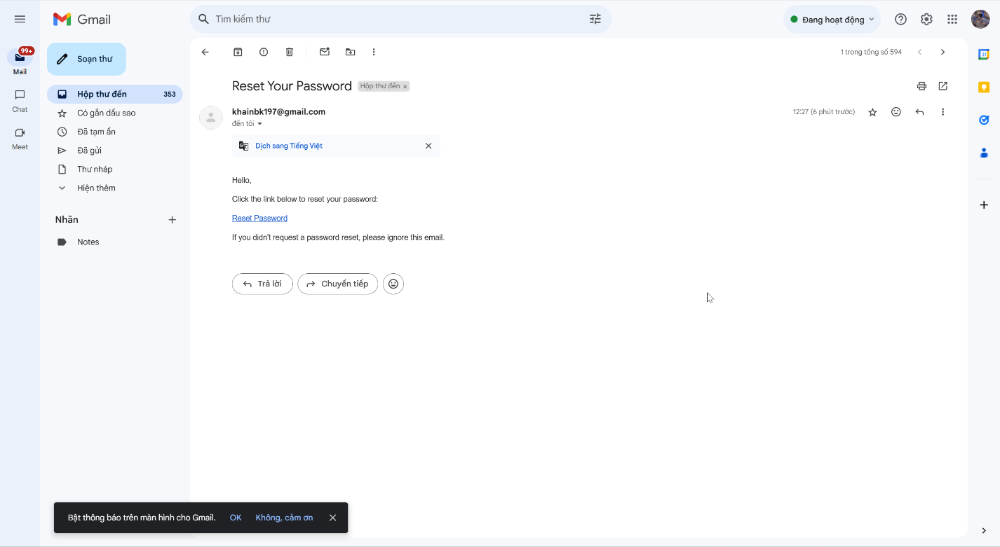 Gmail
Tìm kiếm thư
Đang hoạt động
99+
Mail
Chat
Meet
Soạn thư
Hộp thư đến 353
Có gắn dấu sao
Đã tạm ẩn
Đã gửi
Thư nháp
Hiện thêm
Nhãn
Notes
1 trong tổng số 594
Reset Your Password Hộp thư đến x
khainbk197@gmail.com 12:27 (6 phút trước)
đến tôi
Dịch sang Tiếng Việt
Hello,
Click the link below to reset your password:
Reset Password
If you didn't request a password reset, please ignore this email.
Trả lời Chuyển tiếp
Bật thông báo trên màn hình cho Gmail. OK Không, cảm ơn
31